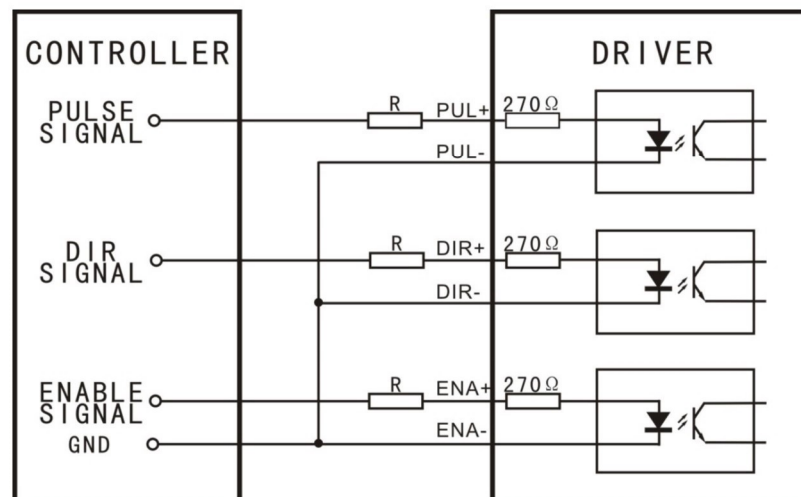 CONTROLLER
DRIVER
PULSE
SIGNAL
R
PUL+
270Ω
PUL-
DIR
SIGNAL
R
DIR+
270Ω
DIR-
ENABLE
SIGNAL
R
ENA+
270Ω
GND
ENA-